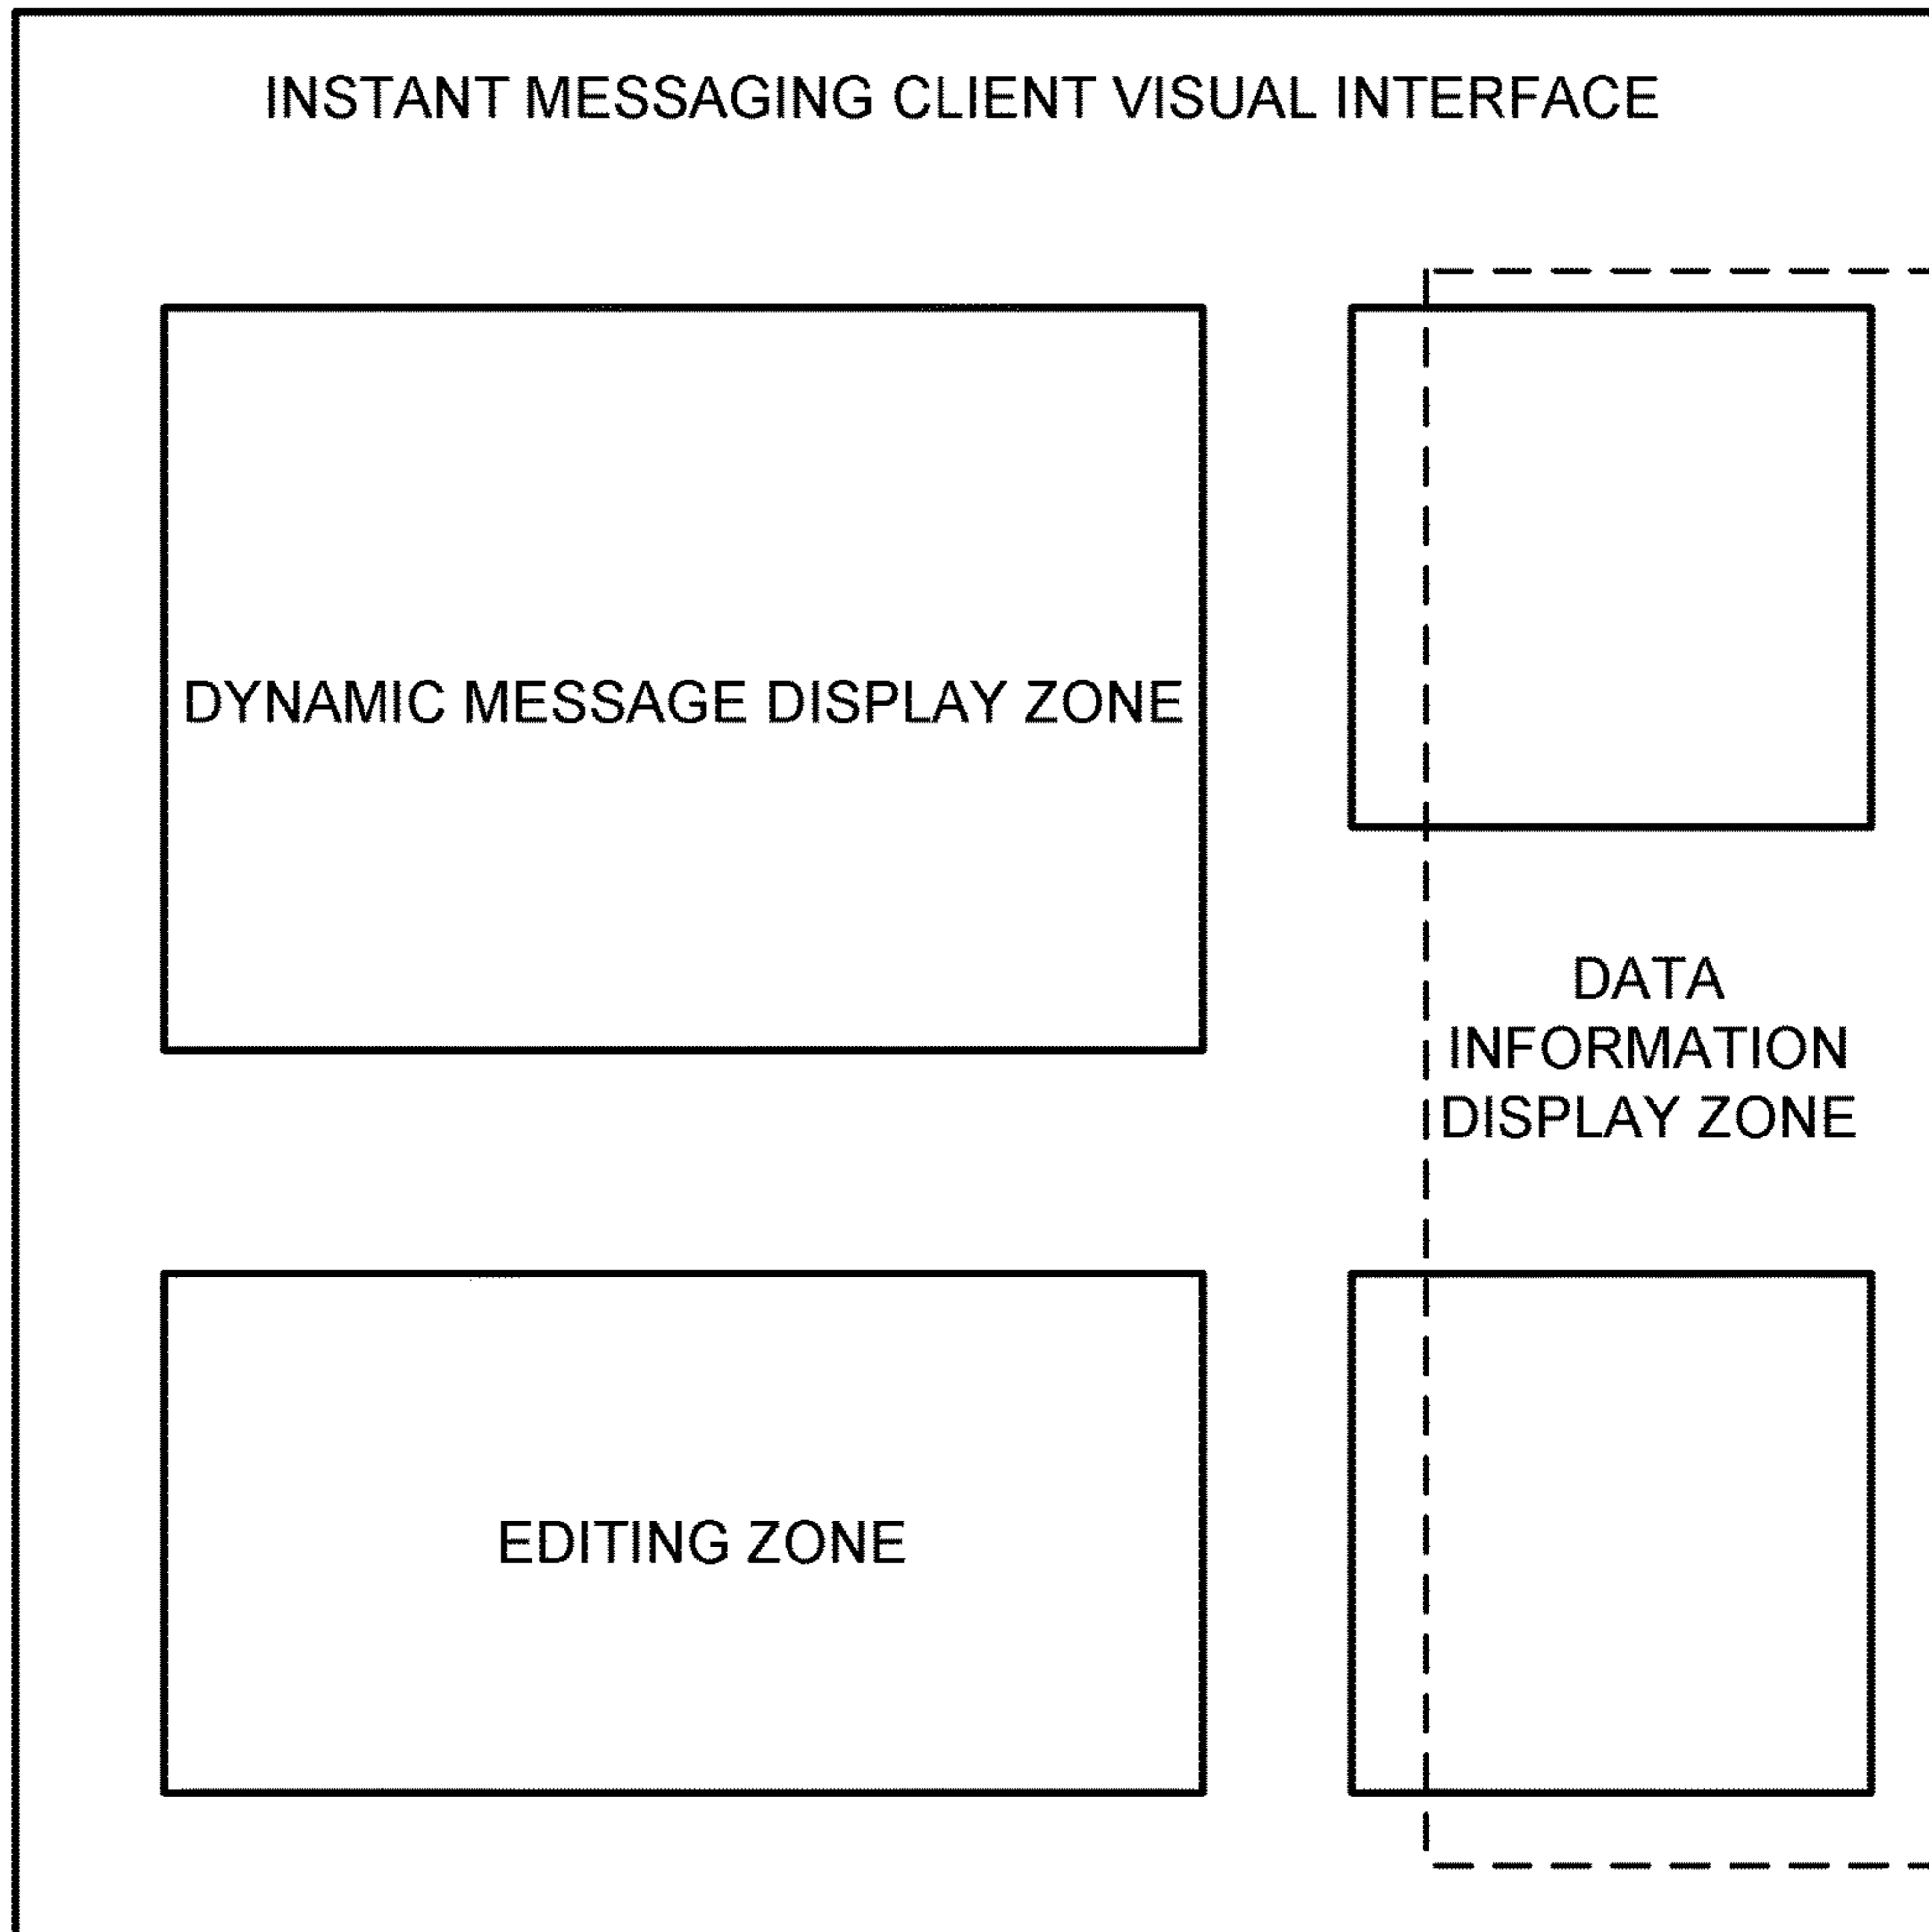 INSTANT MESSAGING CLIENT VISUAL INTERFACE
DYNAMIC MESSAGE DISPLAY ZONE
DATA
INFORMATION
DISPLAY ZONE
EDITING ZONE